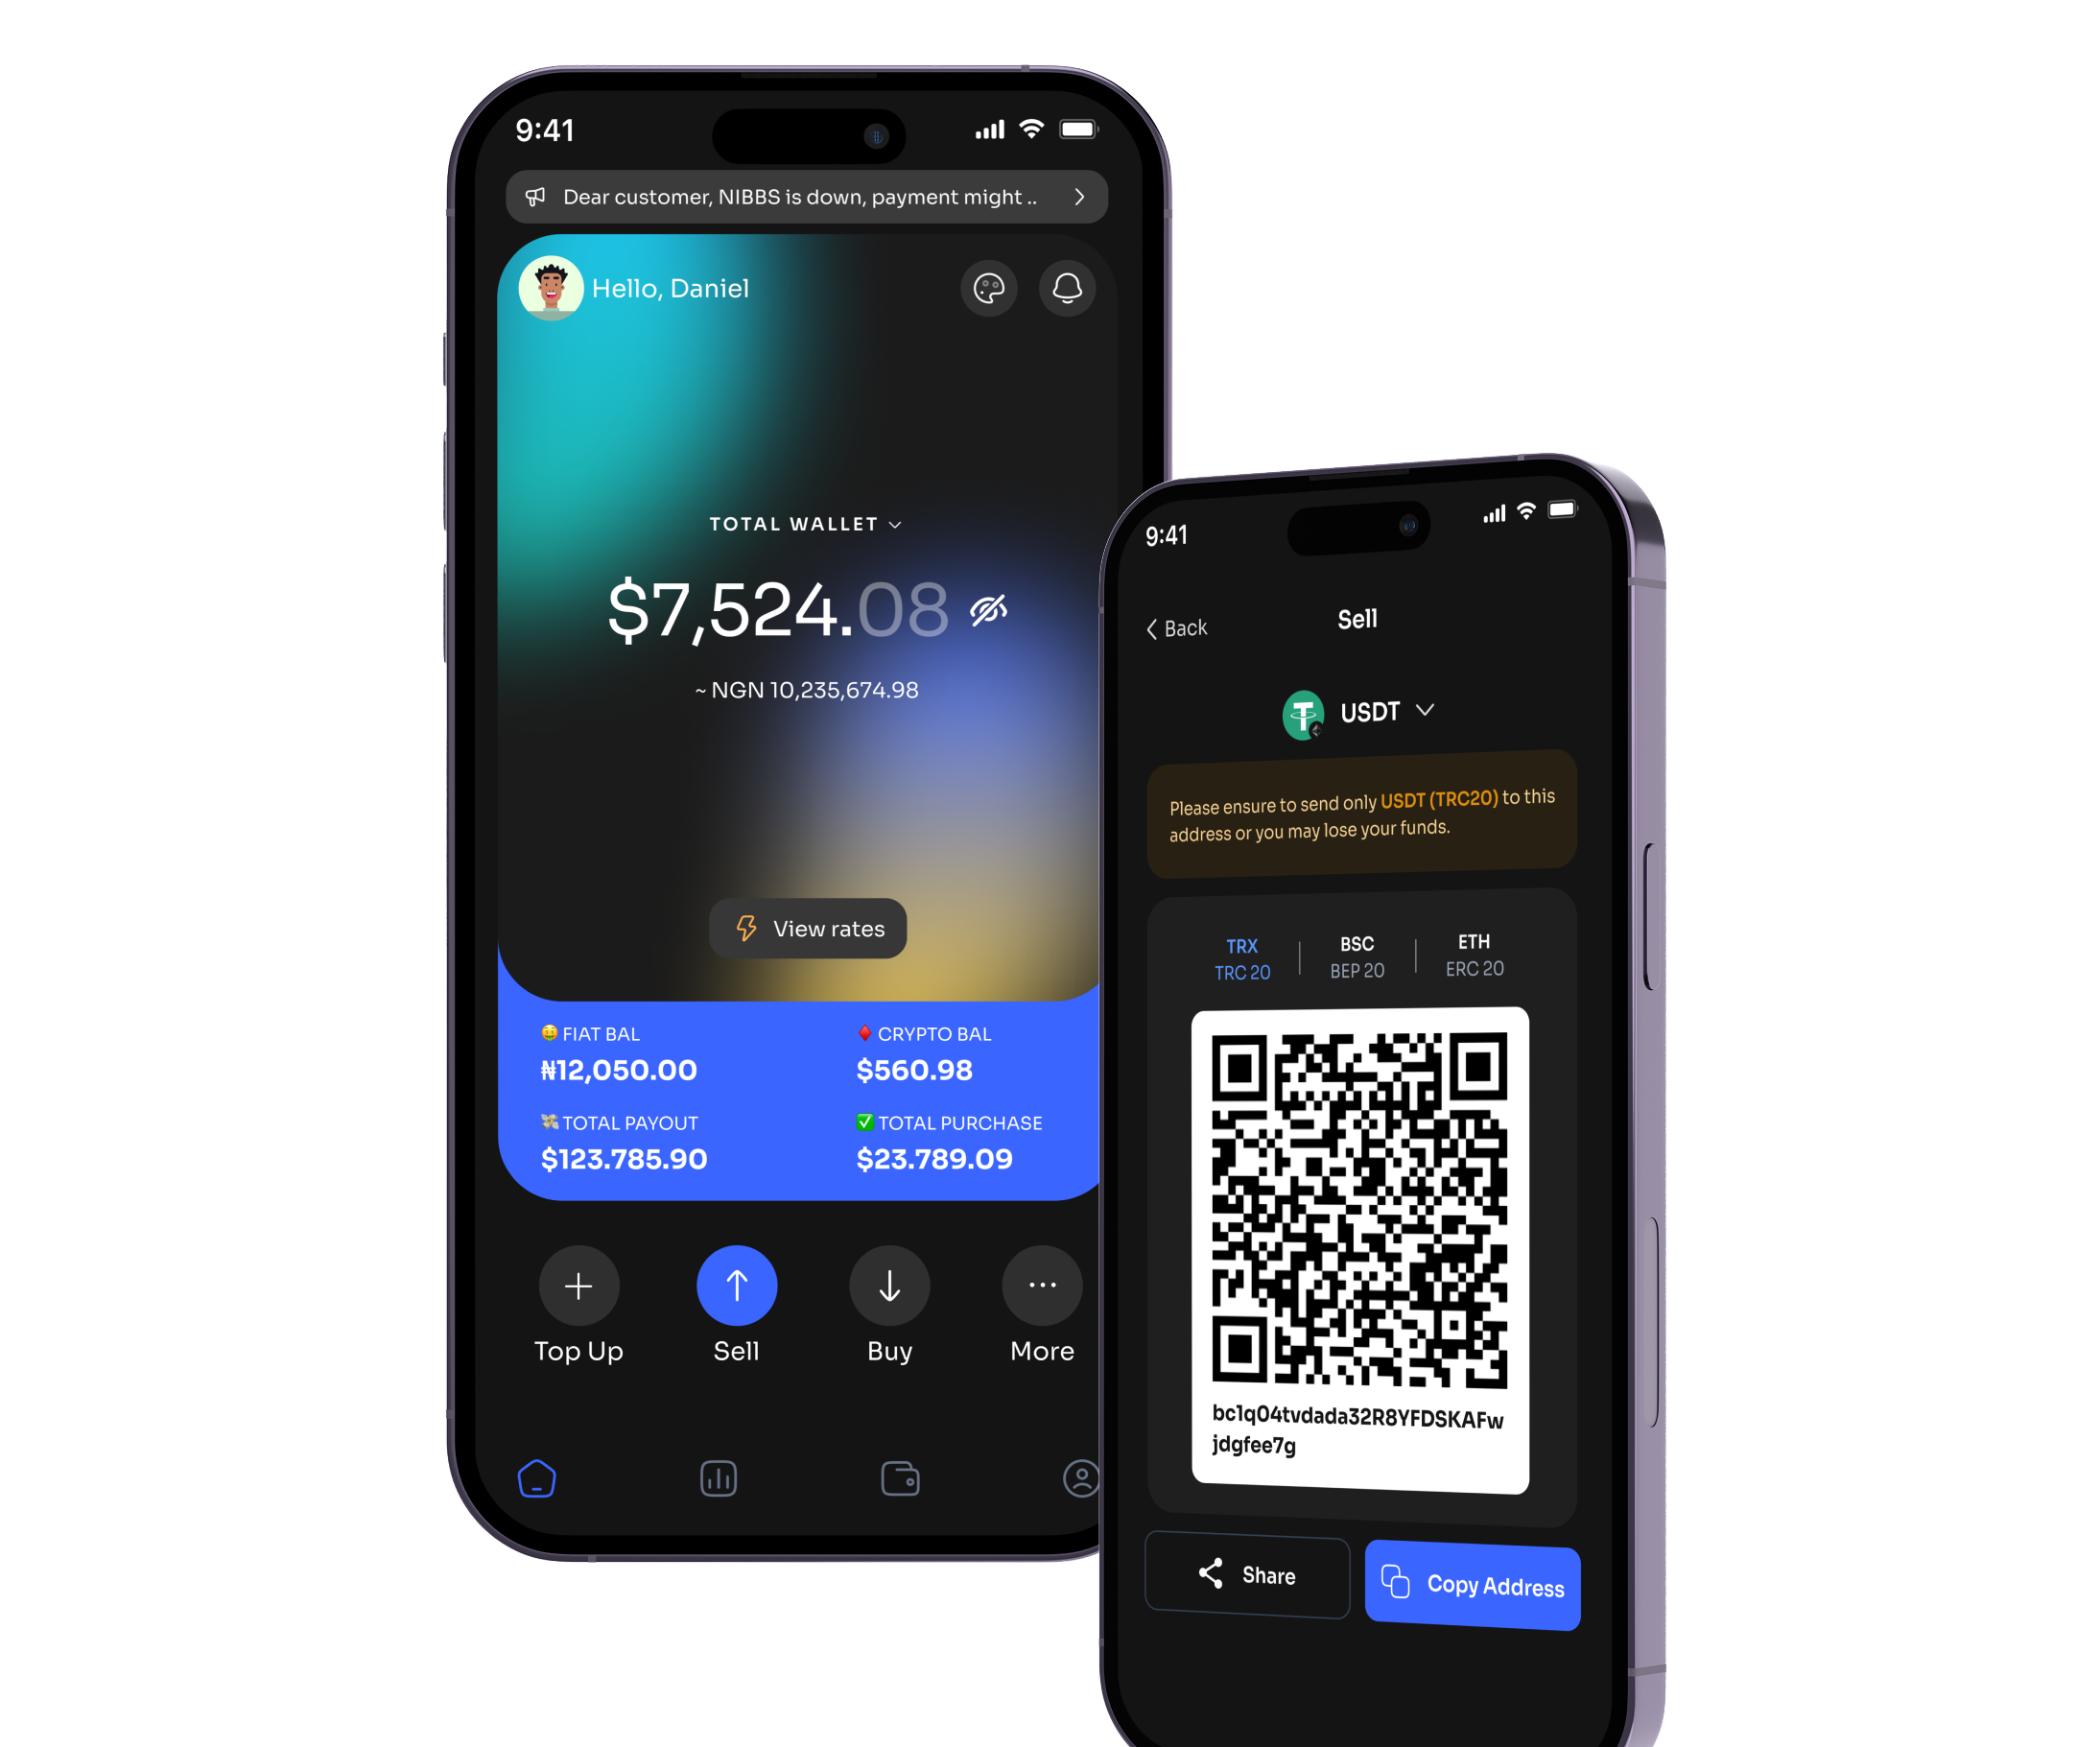 9:41
Dear customer, NIBBS is down, payment might ..
Hello, Daniel
TOTAL WALLET
$7,524.08
~ NGN 10,235,674.98
View rates
FIAT BAL
₦12,050.00
CRYPTO BAL
$560.98
TOTAL PAYOUT
$123.785.90
TOTAL PURCHASE
$23.789.09
Top Up
Sell
Buy
More
9:41
Back
Sell
USDT
Please ensure to send only USDT (TRC20) to this
address or you may lose your funds.
TRX
TRC 20
BSC
BEP 20
ETH
ERC 20
bc1q04tvdada32R8YFDSKAFw
jdgfee7g
Share
Copy Address